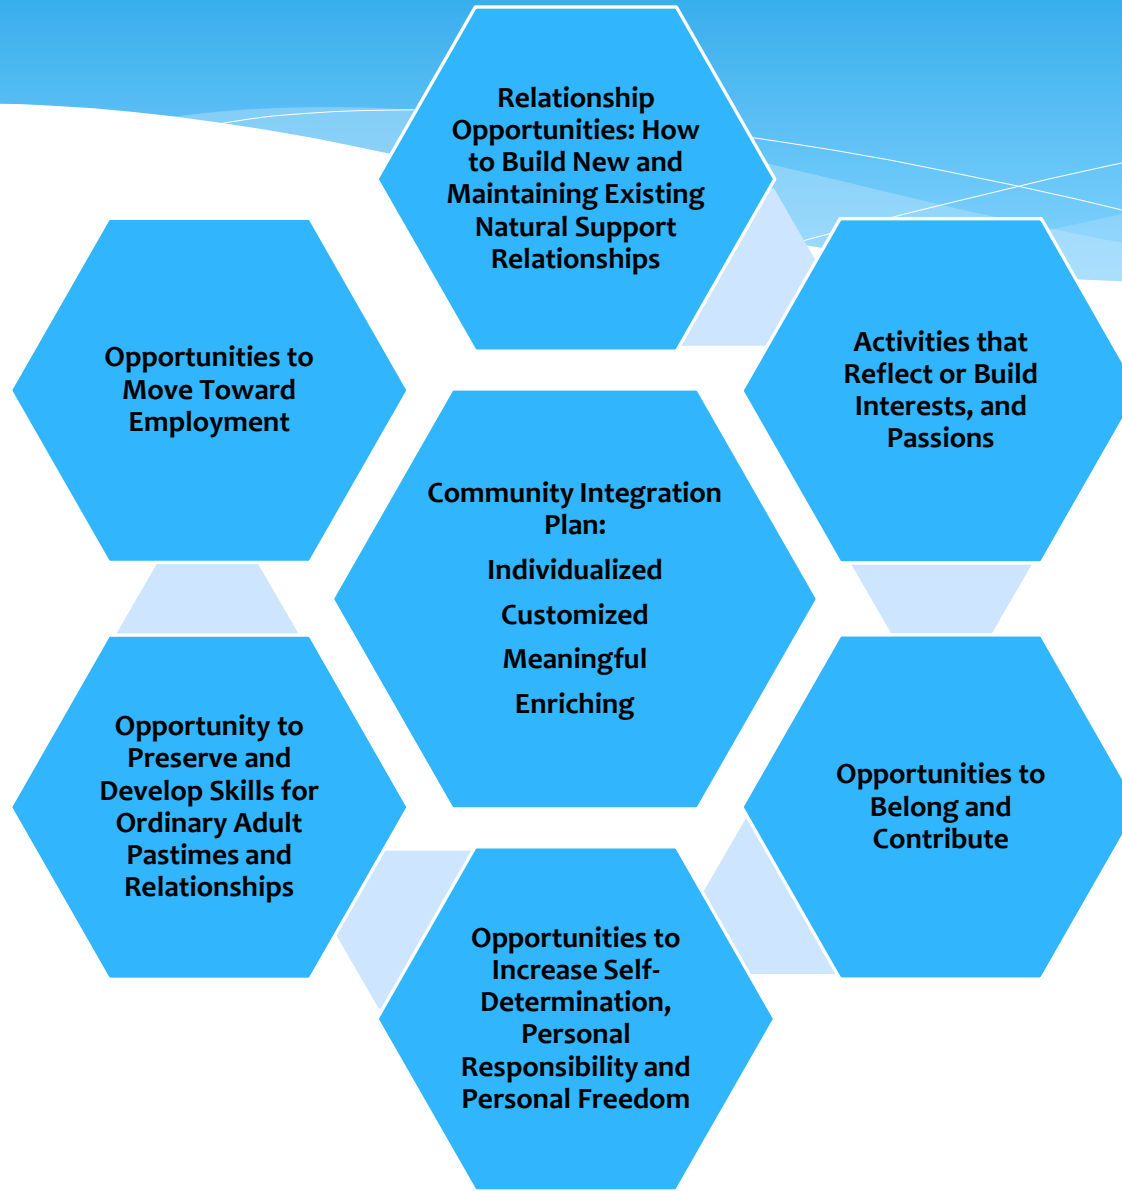 Relationship
Opportunities: How
to Build New and
Maintaining Existing
Natural Support
Relationships
Activities that
Reflect or Build
Interests, and
Passions
Opportunities to
Belong and
Contribute
Opportunities to
Increase Self-
Determination,
Personal
Responsibility and
Personal Freedom
Opportunity to
Preserve and
Develop Skills for
Ordinary Adult
Pastimes and
Relationships
Opportunities to
Move Toward
Employment
Community Integration
Plan:
Individualized
Customized
Meaningful
Enriching